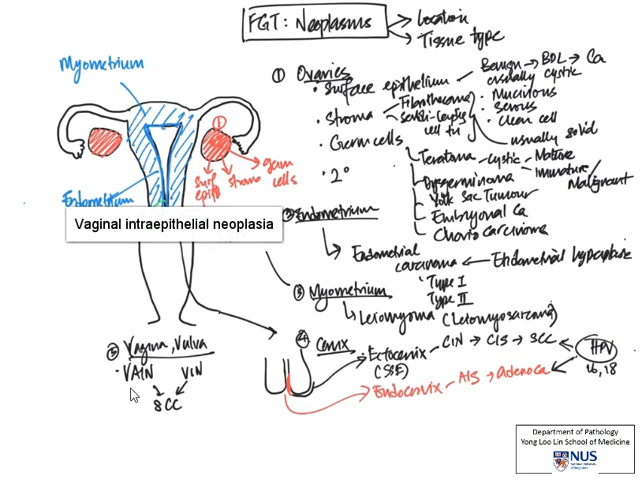 FGT: Neoplasms
Location
Tissue type
Myometrium
Endometrium
1
Surf epith
stroma
germ cells
Vaginal intraepithelial neoplasia
1 Ovaries
Surface epithelium
Benign → BDL → Ca
usually cystic
Mucinous
Serous
Clear cell
Stroma
Fibrothecoma
Sertoli-Leydig
cell tu
usually solid
Germ cells
Teratoma - cystic - Mature
Immature / Malignant
Dysgerminoma
Yolk sac Tumour
Embryonal Ca
Choriocarcinoma
2°
2 Endometrium
Endometrial carcinoma ← Endometrial hyperplasia
Type I
Type II
3 Myometrium
Leiomyoma (Leiomyosarcoma)
4 Cervix
Ectocervix - CIN → CIS → SCC
(SSE)
HPV
16, 18
Endocervix - AIS → Adenoca
5 Vagina, Vulva
VAIN VIN
SCC
Department of Pathology
Yong Loo Lin School of Medicine
NUS